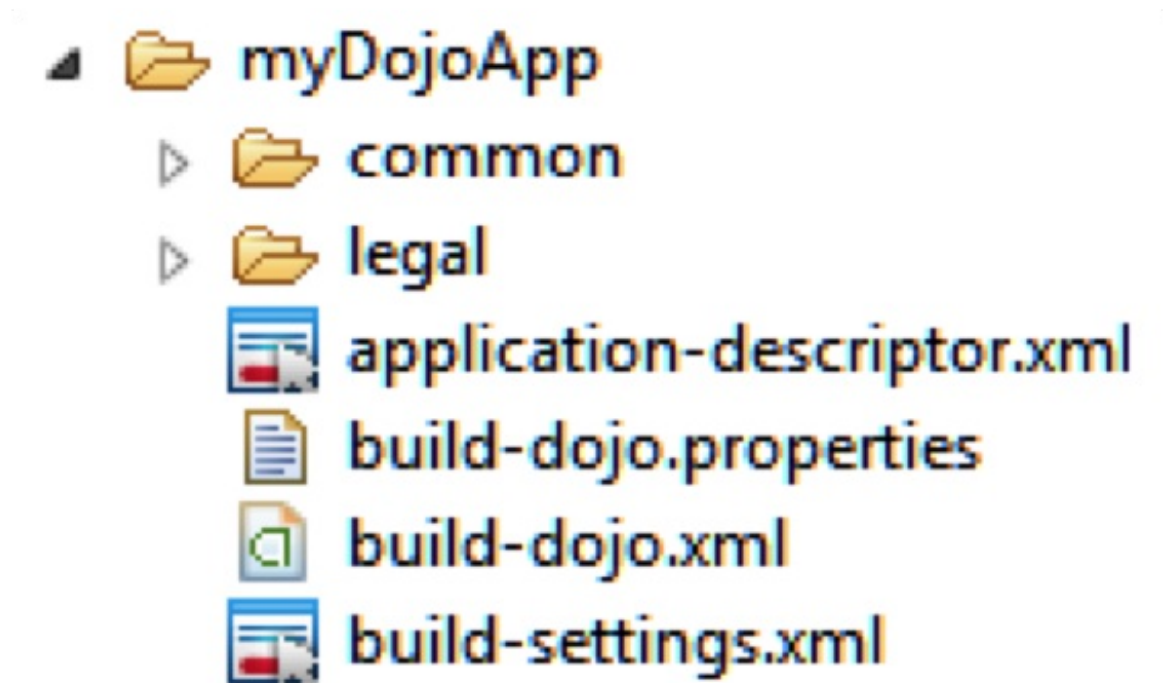 myDojoApp
common
legal
application-descriptor.xml
build-dojo.properties
build-dojo.xml
build-settings.xml